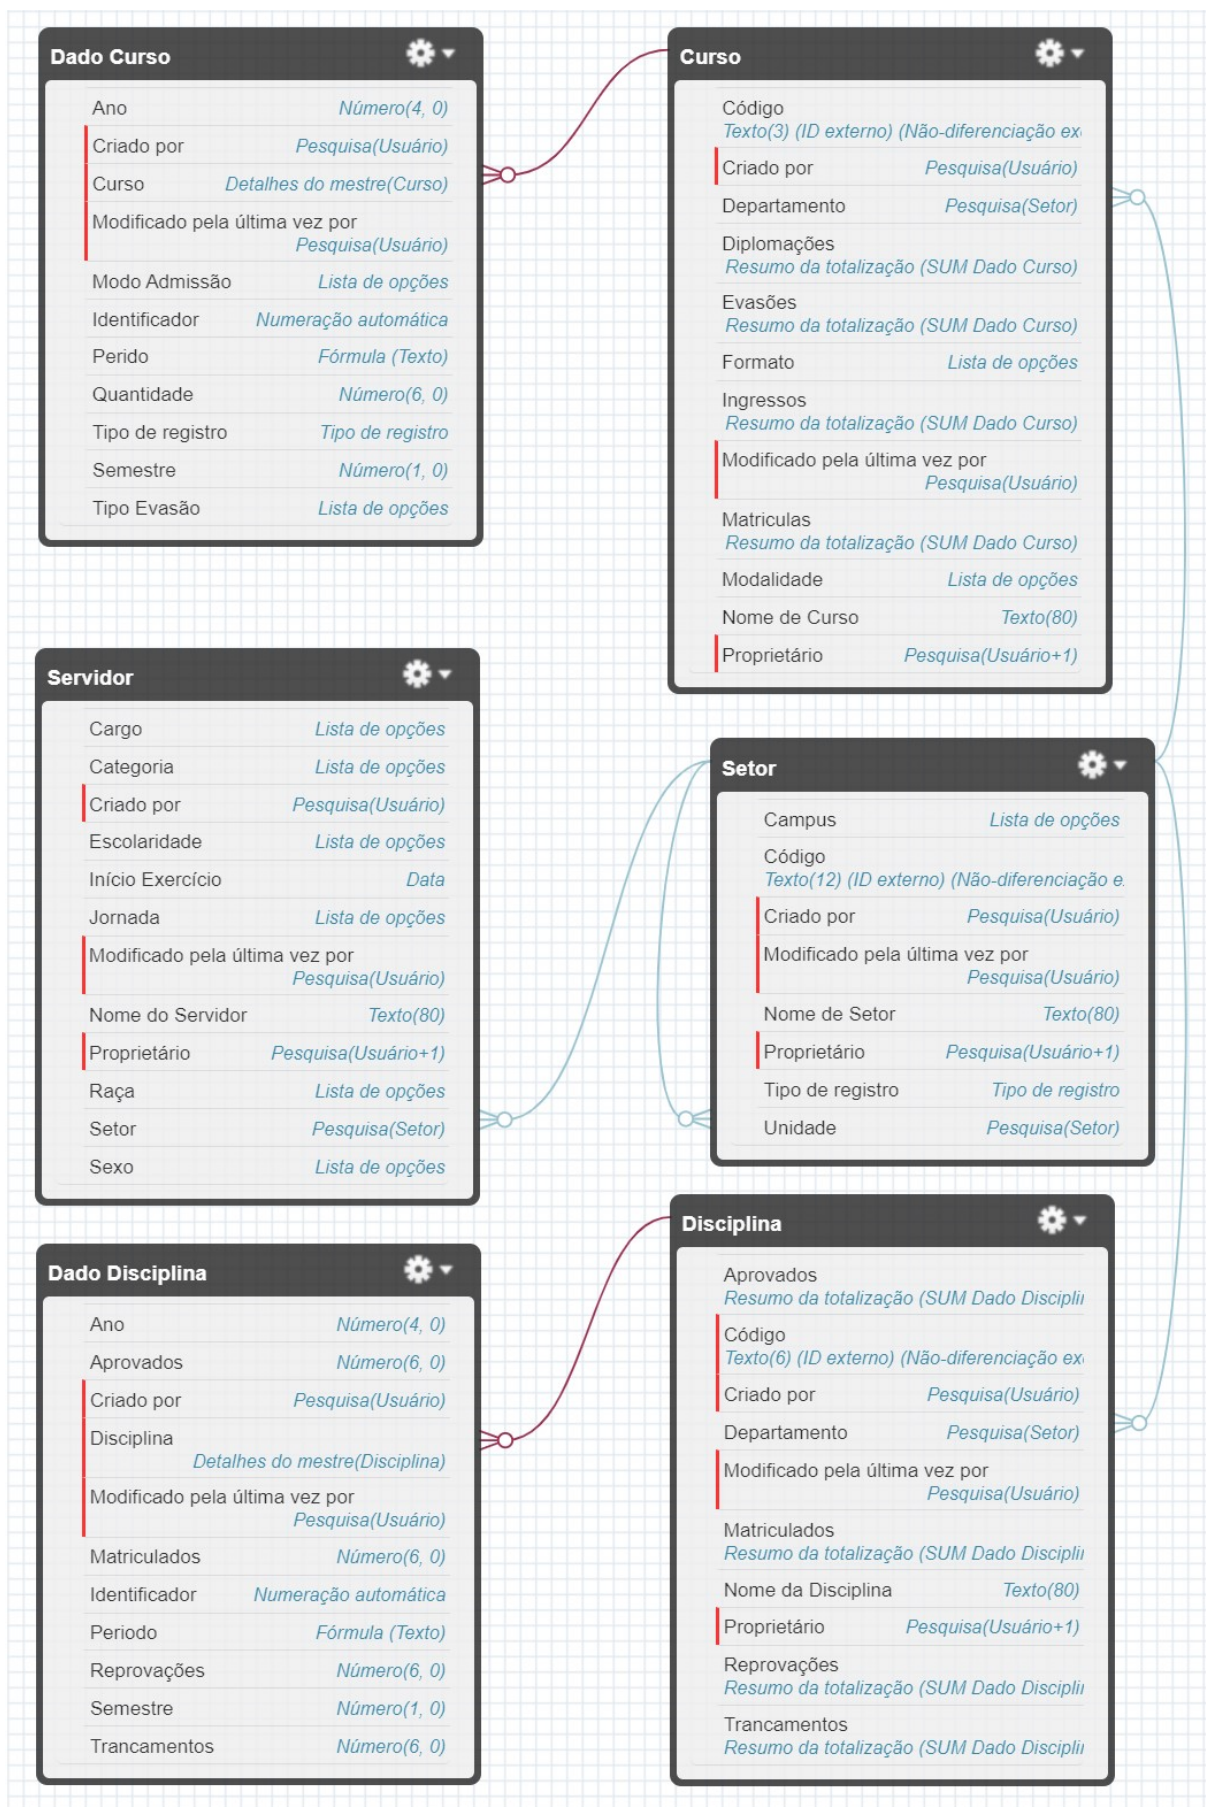 Dado Curso
Ano Número(4, 0)
Criado por Pesquisa(Usuário)
Curso Detalhes do mestre(Curso)
Modificado pela última vez por
Pesquisa(Usuário)
Modo Admissão Lista de opções
Identificador Numeração automática
Perido Fórmula (Texto)
Quantidade Número(6, 0)
Tipo de registro Tipo de registro
Semestre Número(1, 0)
Tipo Evasão Lista de opções
Curso
Código
Texto(3) (ID externo) (Não-diferenciação ex
Criado por Pesquisa(Usuário)
Departamento Pesquisa(Setor)
Diplomações
Resumo da totalização (SUM Dado Curso)
Evasões
Resumo da totalização (SUM Dado Curso)
Formato Lista de opções
Ingressos
Resumo da totalização (SUM Dado Curso)
Modificado pela última vez por
Pesquisa(Usuário)
Matriculas
Resumo da totalização (SUM Dado Curso)
Modalidade Lista de opções
Nome de Curso Texto(80)
Proprietário Pesquisa(Usuário+1)
Servidor
Cargo Lista de opções
Categoria Lista de opções
Criado por Pesquisa(Usuário)
Escolaridade Lista de opções
Início Exercício Data
Jornada Lista de opções
Modificado pela última vez por
Pesquisa(Usuário)
Nome do Servidor Texto(80)
Proprietário Pesquisa(Usuário+1)
Raça Lista de opções
Setor Pesquisa(Setor)
Sexo Lista de opções
Setor
Campus Lista de opções
Código
Texto(12) (ID externo) (Não-diferenciação e
Criado por Pesquisa(Usuário)
Modificado pela última vez por
Pesquisa(Usuário)
Nome de Setor Texto(80)
Proprietário Pesquisa(Usuário+1)
Tipo de registro Tipo de registro
Unidade Pesquisa(Setor)
Dado Disciplina
Ano Número(4, 0)
Aprovados Número(6, 0)
Criado por Pesquisa(Usuário)
Disciplina
Detalhes do mestre(Disciplina)
Modificado pela última vez por
Pesquisa(Usuário)
Matriculados Número(6, 0)
Identificador Numeração automática
Periodo Fórmula (Texto)
Reprovações Número(6, 0)
Semestre Número(1, 0)
Trancamentos Número(6, 0)
Disciplina
Aprovados
Resumo da totalização (SUM Dado Discipli
Código
Texto(6) (ID externo) (Não-diferenciação ex
Criado por Pesquisa(Usuário)
Departamento Pesquisa(Setor)
Modificado pela última vez por
Pesquisa(Usuário)
Matriculados
Resumo da totalização (SUM Dado Discipli
Nome da Disciplina Texto(80)
Proprietário Pesquisa(Usuário+1)
Reprovações
Resumo da totalização (SUM Dado Discipli
Trancamentos
Resumo da totalização (SUM Dado Discipli